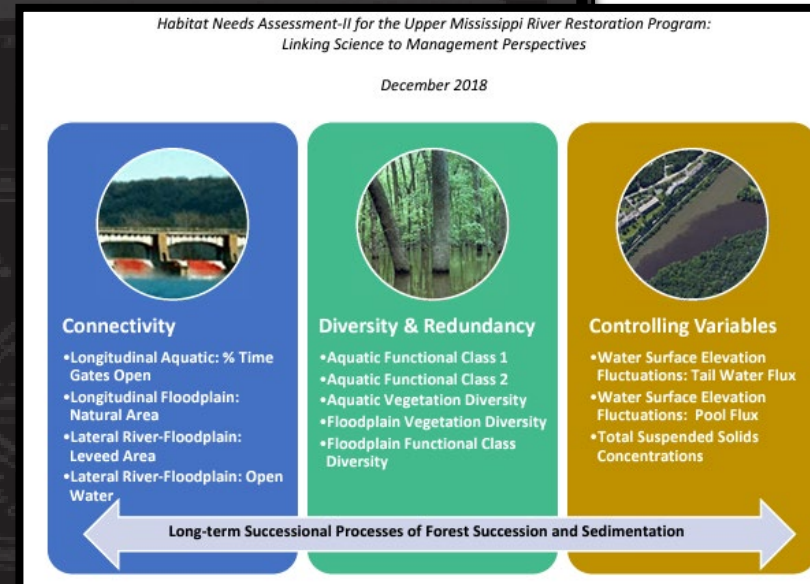 Habitat Needs Assessment-II for the Upper Mississippi River Restoration Program:
Linking Science to Management Perspectives
December 2018
Connectivity
•Longitudinal Aquatic: % Time
Gates Open
•Longitudinal Floodplain:
Natural Area
•Lateral River-Floodplain:
Leveed Area
•Lateral River-Floodplain: Open
Water
Diversity & Redundancy
•Aquatic Functional Class 1
•Aquatic Functional Class 2
•Aquatic Vegetation Diversity
•Floodplain Vegetation Diversity
•Floodplain Functional Class
Diversity
Controlling Variables
•Water Surface Elevation
Fluctuations: Tail Water Flux
•Water Surface Elevation
Fluctuations: Pool Flux
•Total Suspended Solids
Concentrations
Long-term Successional Processes of Forest Succession and Sedimentation